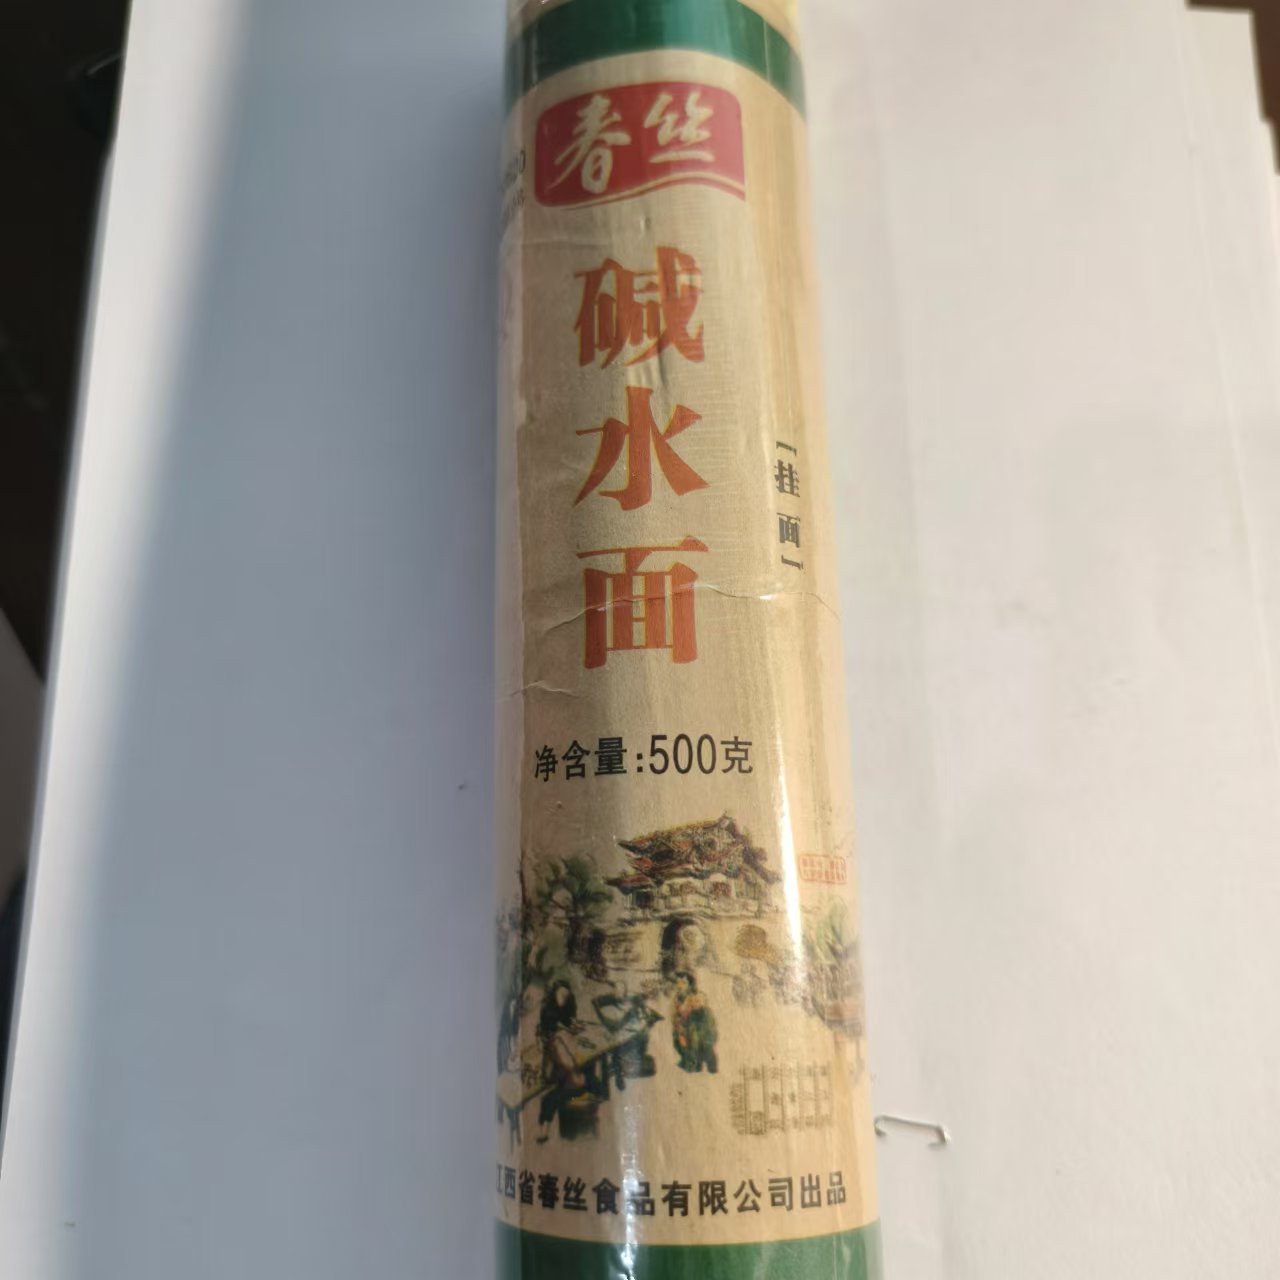 春丝
碱水面
[挂面]
净含量:500克
江西省春丝食品有限公司出品